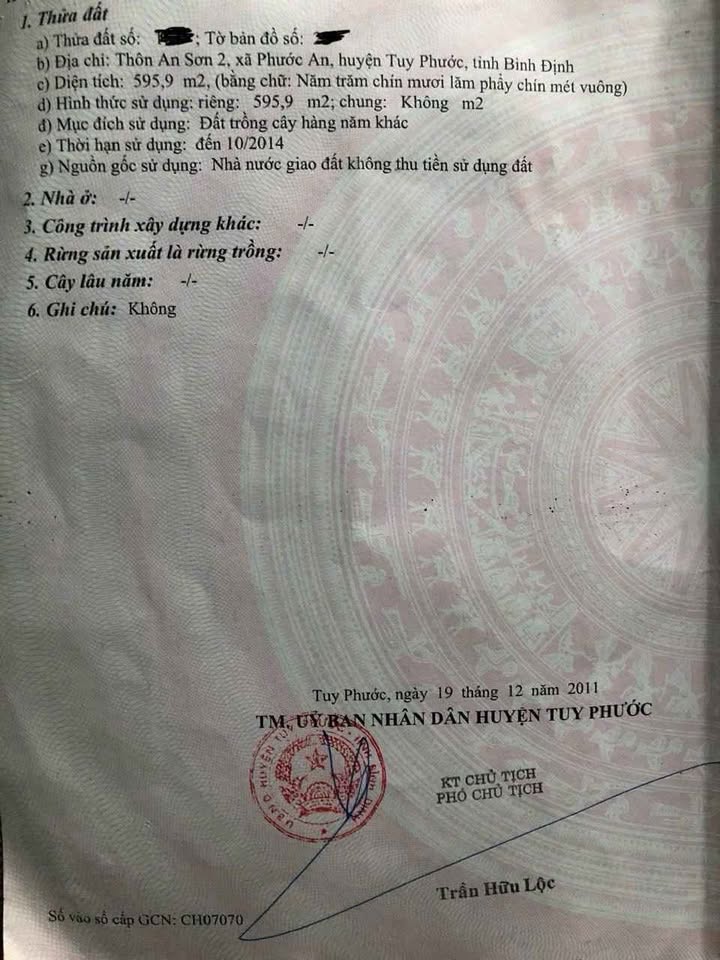 1. Thửa đất
a) Thửa đất số: ; Tờ bản đồ số:
b) Địa chỉ: Thôn An Sơn 2, xã Phước An, huyện Tuy Phước, tỉnh Bình Định
c) Diện tích: 595,9 m2, (bằng chữ: Năm trăm chín mươi lăm phẩy chín mét vuông)
d) Hình thức sử dụng: riêng: 595,9 m2; chung: Không m2
đ) Mục đích sử dụng: Đất trồng cây hàng năm khác
e) Thời hạn sử dụng: đến 10/2014
g) Nguồn gốc sử dụng: Nhà nước giao đất không thu tiền sử dụng đất
2. Nhà ở: -/-
3. Công trình xây dựng khác: -/-
4. Rừng sản xuất là rừng trồng: -/-
5. Cây lâu năm: -/-
6. Ghi chú: Không
Tuy Phước, ngày 19 tháng 12 năm 2011
TM. UỶ BAN NHÂN DÂN HUYỆN TUY PHƯỚC
KT CHỦ TỊCH
PHÓ CHỦ TỊCH
Trần Hữu Lộc
Số vào sổ cấp GCN: CH07070